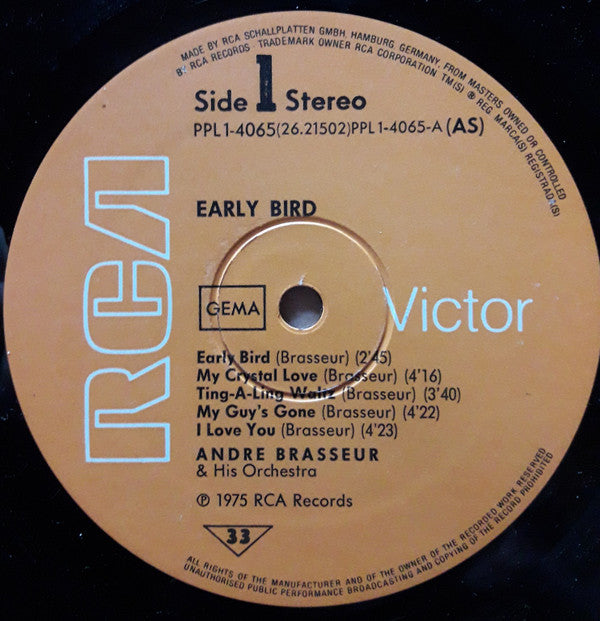 MADE BY RCA SCHALLPLATTEN GMBH, HAMBURG, GERMANY, FROM MASTERS OWNED OR CONTROLLED
BY RCA RECORDS. TRADEMARK OWNER RCA CORPORATION TM(S) ® REG. MARCA(S) REGISTRADA(S)
Side 1 Stereo
PPL1-4065(26.21502)PPL1-4065-A (AS)
EARLY BIRD
RCA
GEMA
Victor
Early Bird (Brasseur) (2'45)
My Crystal Love (Brasseur) (4'16)
Ting-A-Ling Waltz (Brasseur) (3'40)
My Guy's Gone (Brasseur) (4'22)
I Love You (Brasseur) (4'23)
ANDRE BRASSEUR
& His Orchestra
℗ 1975 RCA Records
33
ALL RIGHTS OF THE MANUFACTURER AND OF THE OWNER OF THE RECORDED WORK RESERVED
UNAUTHORISED PUBLIC PERFORMANCE BROADCASTING AND COPYING OF THE RECORD PROHIBITED